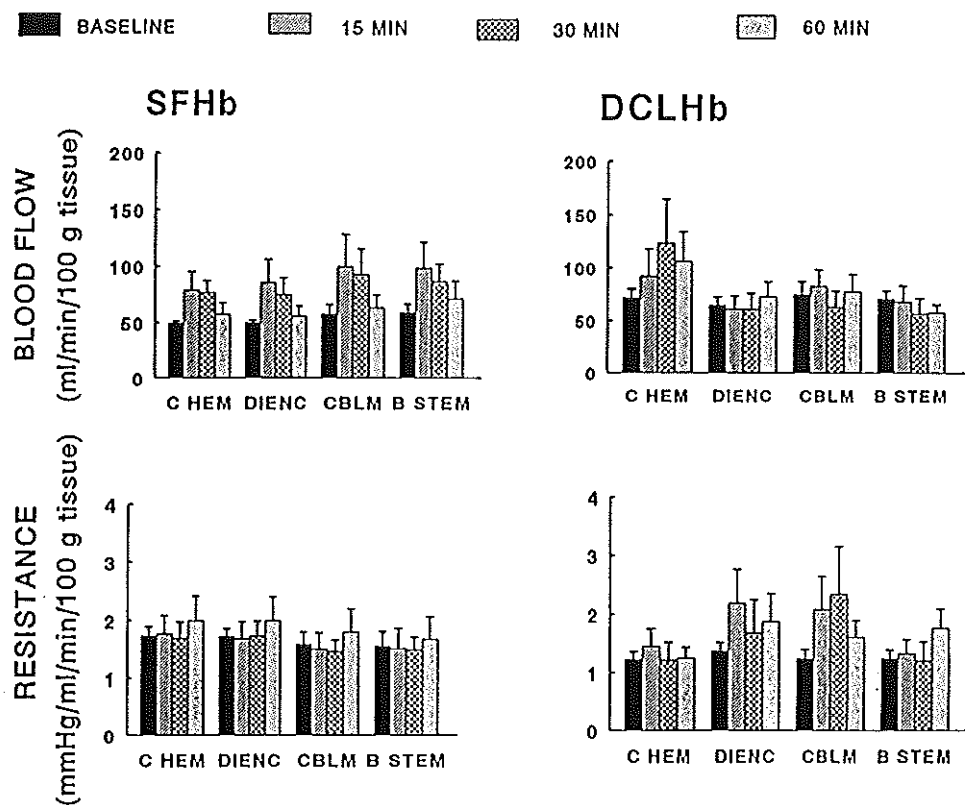 BASELINE 15 MIN 30 MIN 60 MIN
SFHb
DCLHb
BLOOD FLOW
(ml/min/100 g tissue)
200
150
100
50
0
C HEM DIENC CBLM B STEM
200
150
100
50
0
C HEM DIENC CBLM B STEM
RESISTANCE
(mmHg/ml/min/100 g tissue)
4
3
2
1
0
C HEM DIENC CBLM B STEM
4
3
2
1
0
C HEM DIENC CBLM B STEM